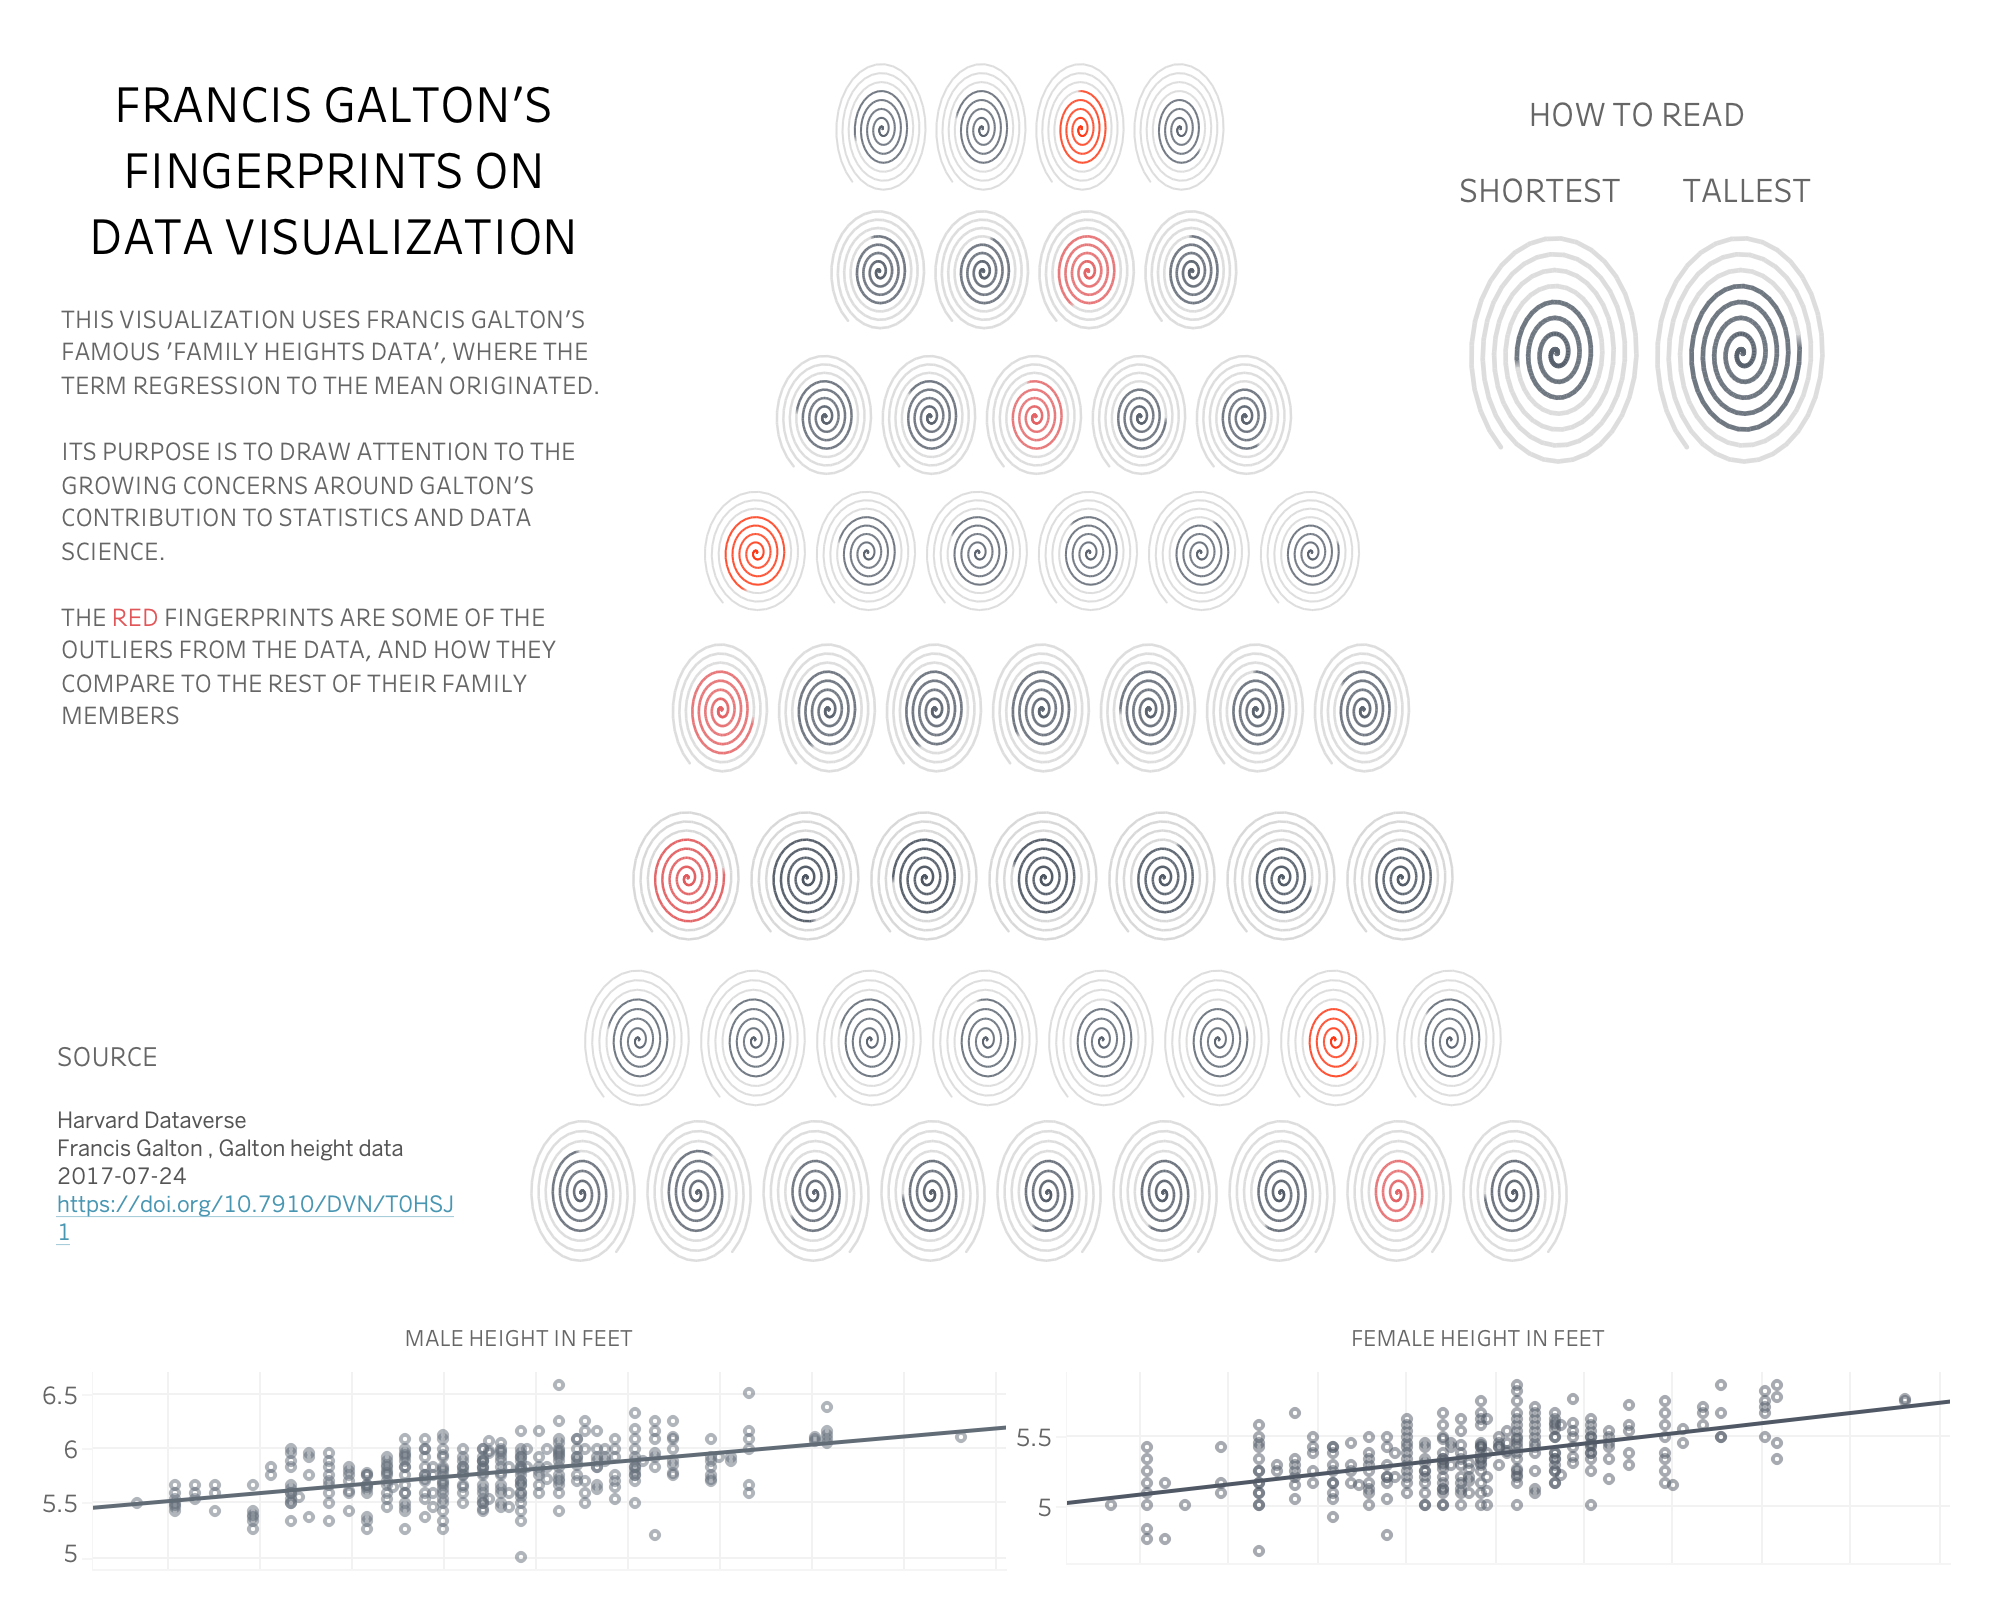 FRANCIS GALTON'S
FINGERPRINTS ON
DATA VISUALIZATION
THIS VISUALIZATION USES FRANCIS GALTON'S
FAMOUS 'FAMILY HEIGHTS DATA', WHERE THE
TERM REGRESSION TO THE MEAN ORIGINATED.
ITS PURPOSE IS TO DRAW ATTENTION TO THE
GROWING CONCERNS AROUND GALTON'S
CONTRIBUTION TO STATISTICS AND DATA
SCIENCE.
THE RED FINGERPRINTS ARE SOME OF THE
OUTLIERS FROM THE DATA, AND HOW THEY
COMPARE TO THE REST OF THEIR FAMILY
MEMBERS
HOW TO READ
SHORTEST TALLEST
SOURCE
Harvard Dataverse
Francis Galton , Galton height data
2017-07-24
https://doi.org/10.7910/DVN/T0HSJ
1
MALE HEIGHT IN FEET
6.5
6
5.5
5
FEMALE HEIGHT IN FEET
5.5
5